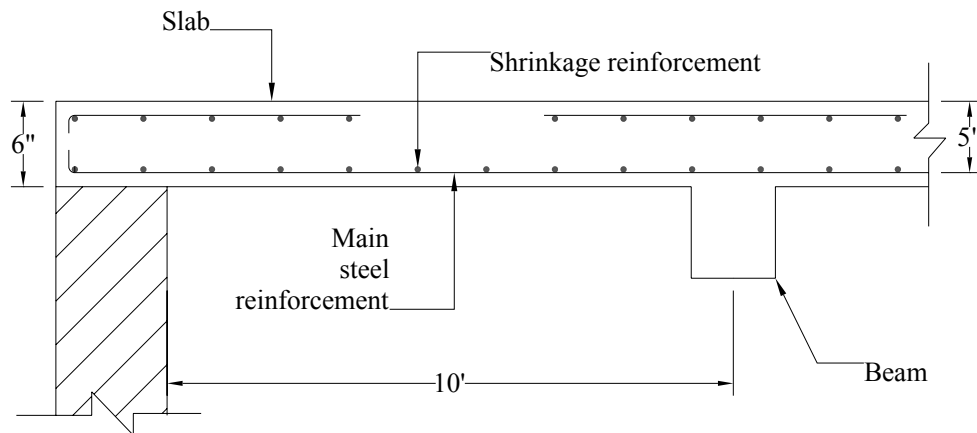 Slab
Shrinkage reinforcement
6"
5'
Main
steel
reinforcement
10'
Beam